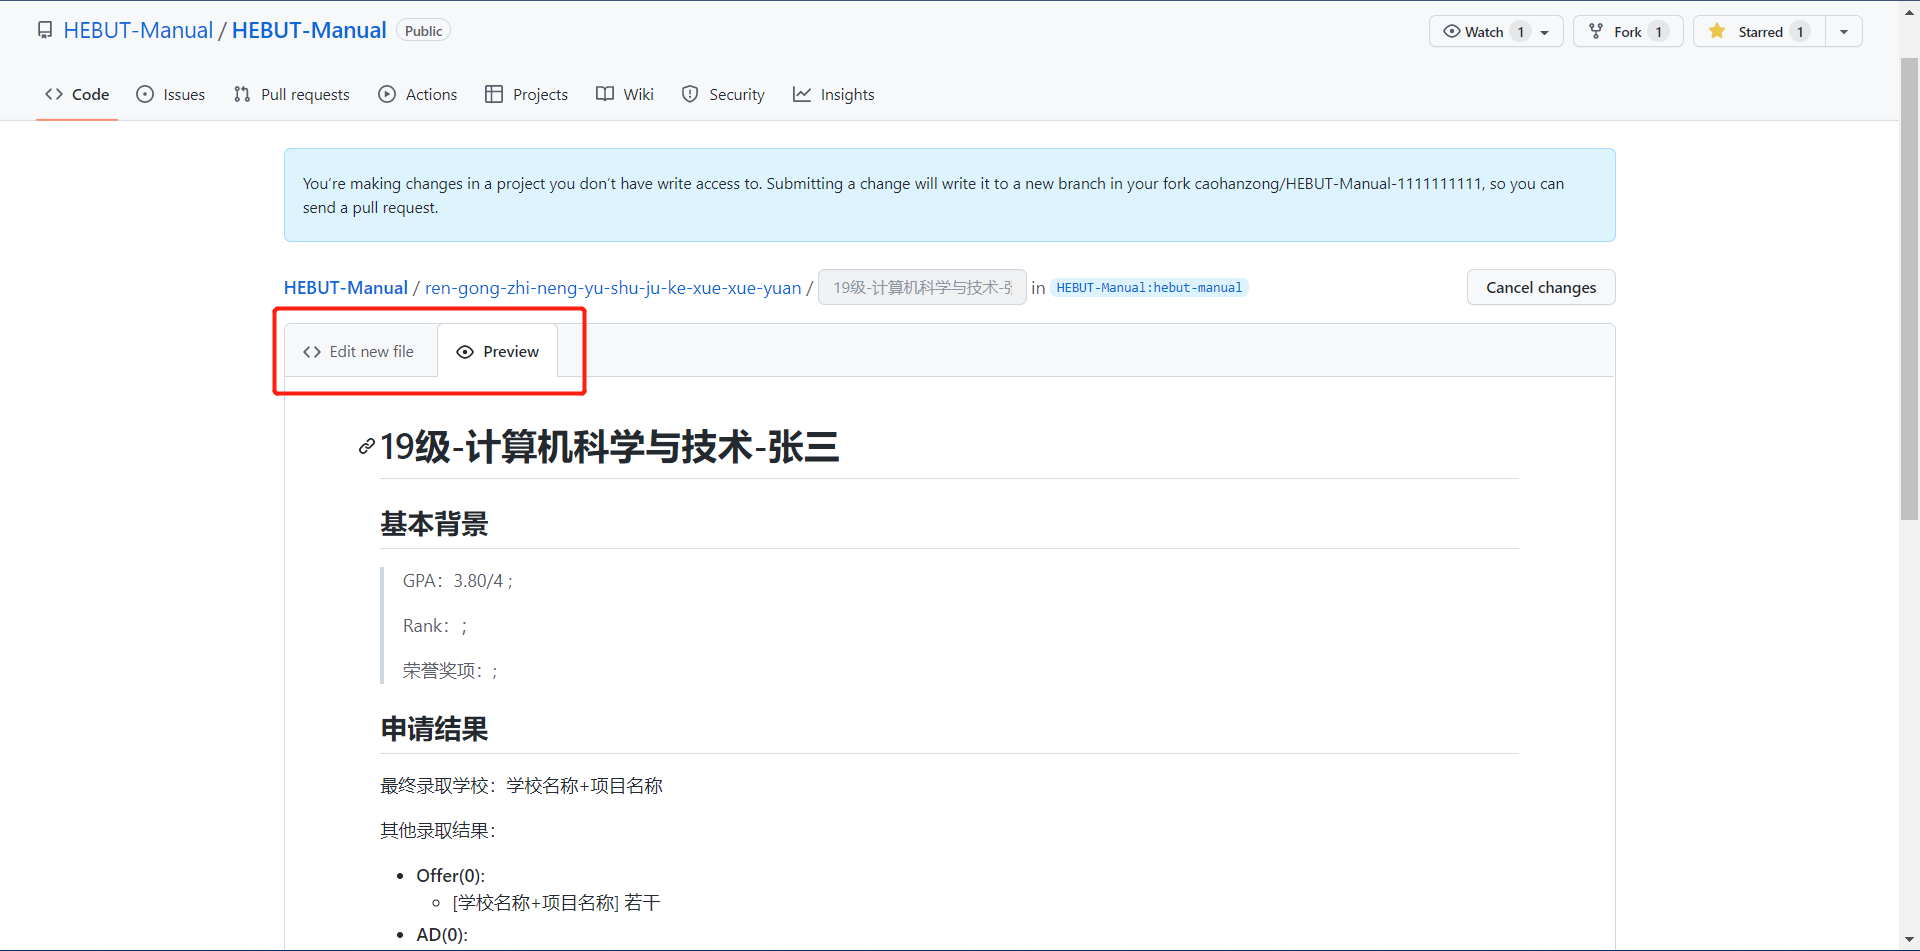 HEBUT-Manual / HEBUT-Manual Public Watch 1 Fork 1 Starred 1
Code Issues Pull requests Actions Projects Wiki Security Insights
You're making changes in a project you don't have write access to. Submitting a change will write it to a new branch in your fork caohanzong/HEBUT-Manual-1111111111, so you can
send a pull request.
HEBUT-Manual / ren-gong-zhi-neng-yu-shu-ju-ke-xue-xue-yuan / 19级-计算机科学与技术- in HEBUT-Manual:hebut-manual Cancel changes
Edit new file Preview
19级-计算机科学与技术-张三
基本背景
GPA：3.80/4 ;
Rank：;
荣誉奖项：;
申请结果
最终录取学校：学校名称+项目名称
其他录取结果：
• Offer(0):
◦ [学校名称+项目名称] 若干
• AD(0):